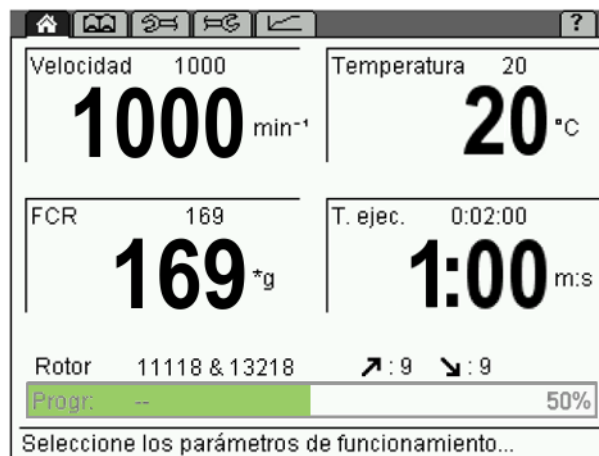 ?
Velocidad 1000
1000 min⁻¹
Temperatura 20
20 °C
FCR 169
169 *g
T. ejec. 0:02:00
1:00 m:s
Rotor 11118 & 13218 ↗: 9 ↘: 9
Progr: -- 50%
Seleccione los parámetros de funcionamiento...